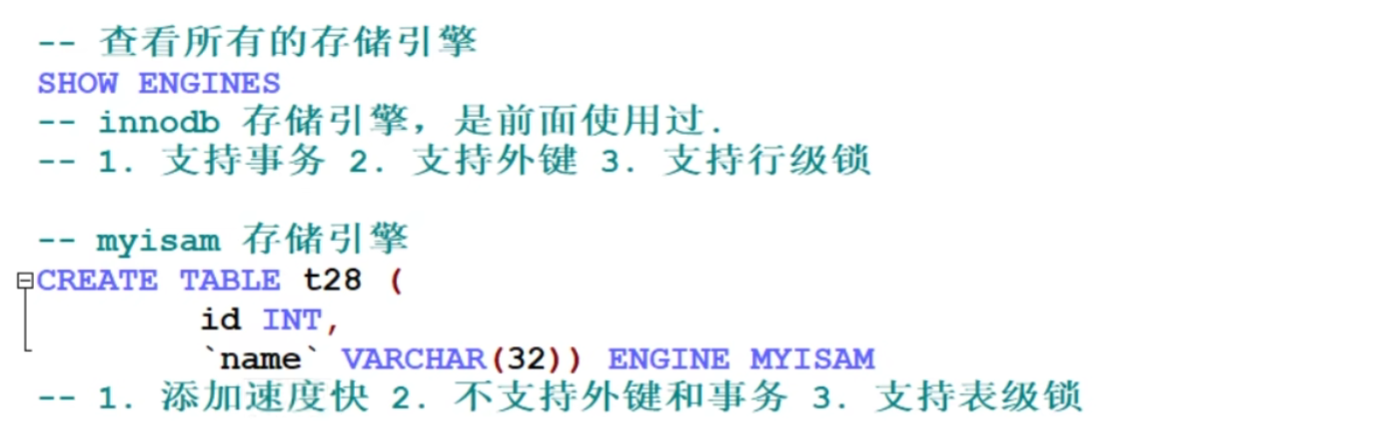 -- 查看所有的存储引擎
SHOW ENGINES
-- innodb 存储引擎，是前面使用过.
-- 1. 支持事务 2. 支持外键 3. 支持行级锁
-- myisam 存储引擎
CREATE TABLE t28 (
id INT,
`name` VARCHAR(32)) ENGINE MYISAM
-- 1. 添加速度快 2. 不支持外键和事务 3. 支持表级锁